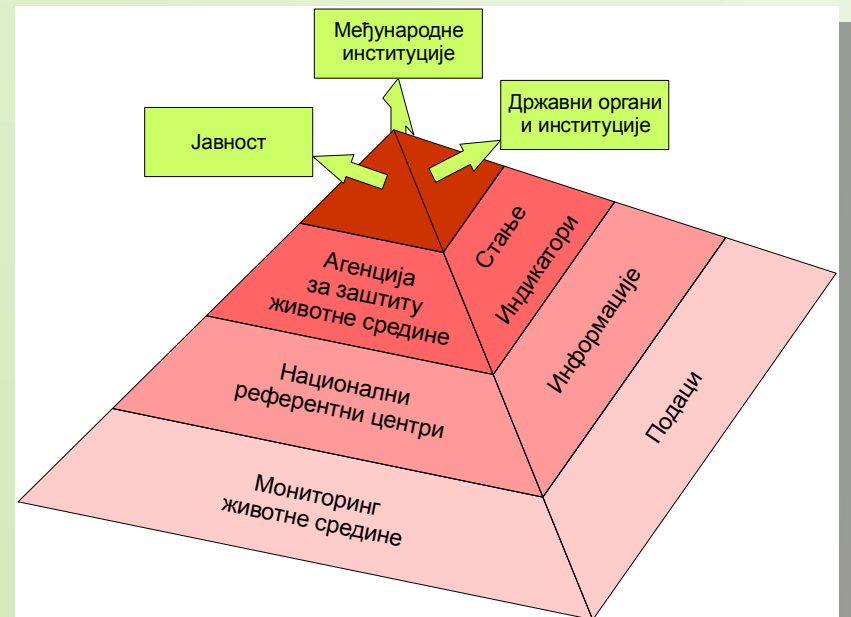 Међународне
институције
Државни органи
и институције
Јавност
Стање
Индикатори
Агенција
за заштиту
животне средине
Информације
Национални
референтни центри
Подаци
Мониторинг
животне средине